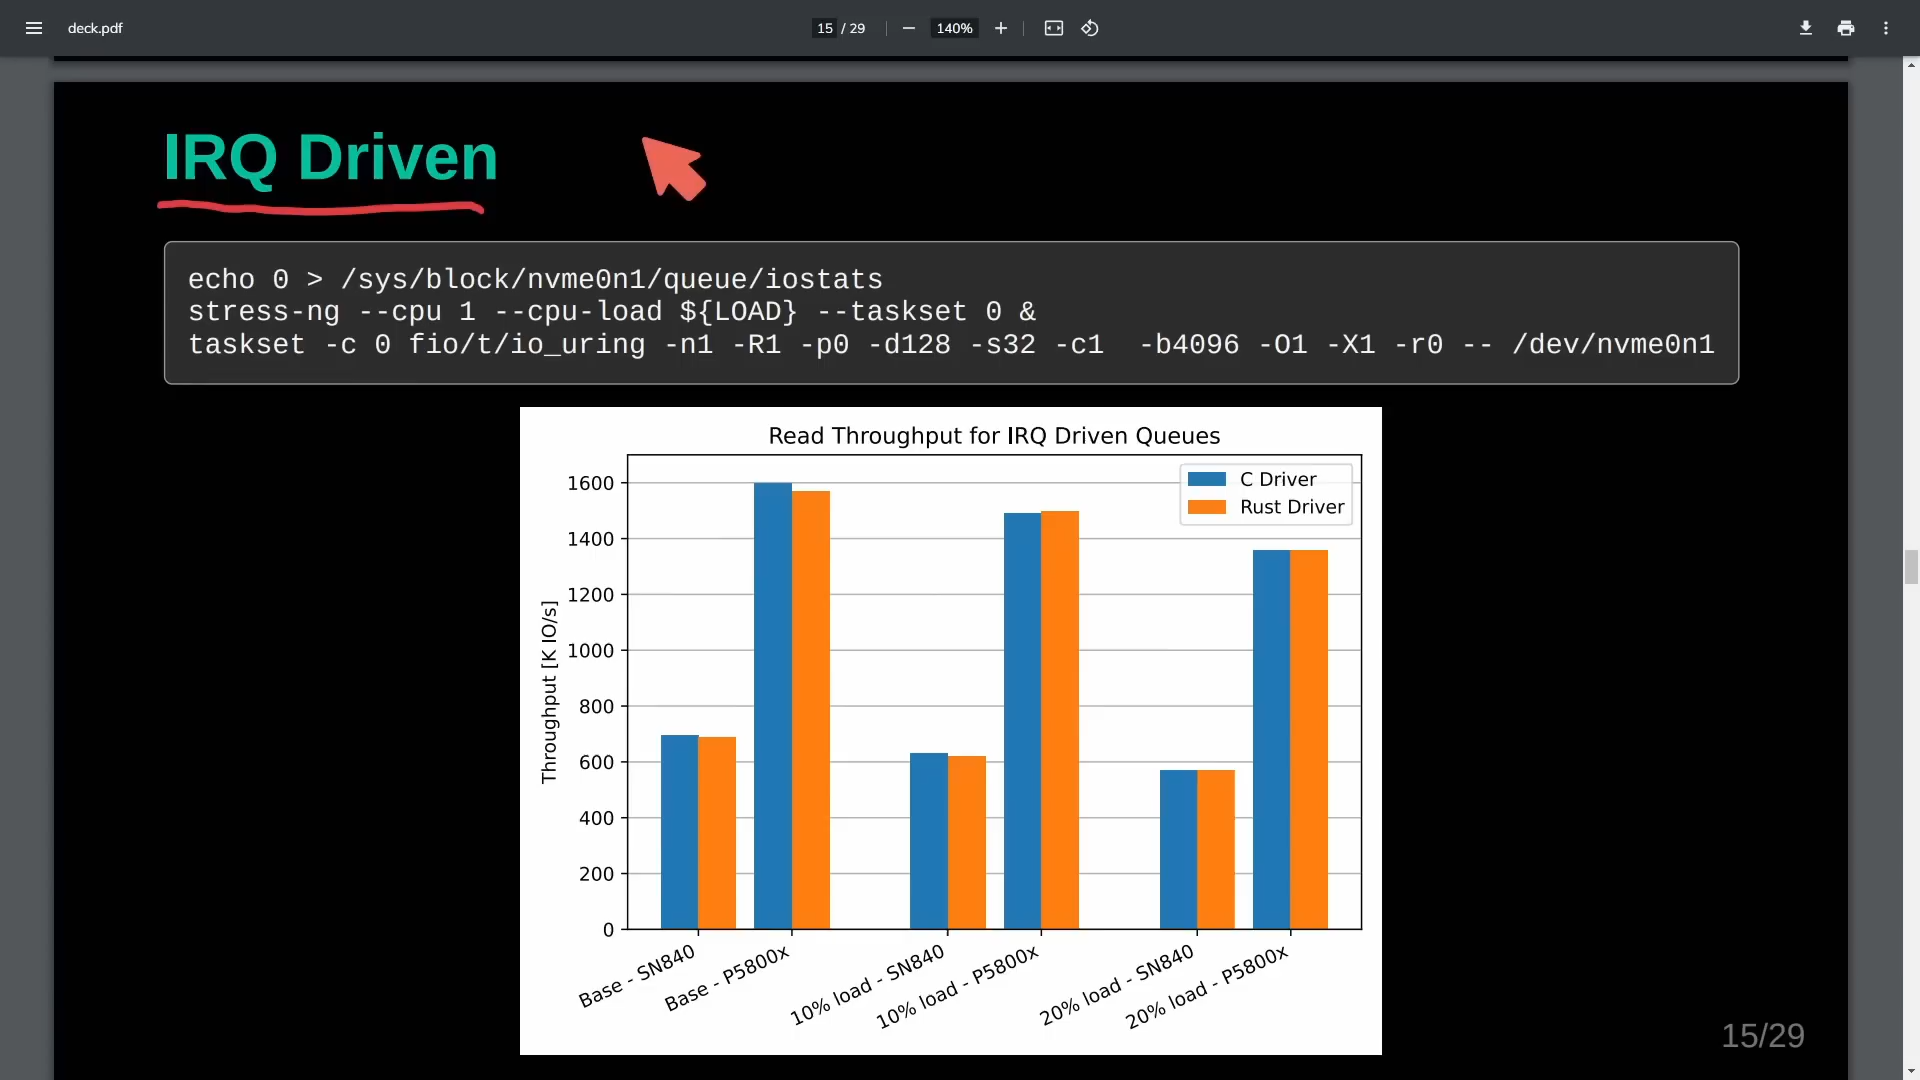 deck.pdf
15 / 29
140%
IRQ Driven
echo 0 > /sys/block/nvme0n1/queue/iostats
stress-ng --cpu 1 --cpu-load ${LOAD} --taskset 0 &
taskset -c 0 fio/t/io_uring -n1 -R1 -p0 -d128 -s32 -c1  -b4096 -O1 -X1 -r0 -- /dev/nvme0n1
Read Throughput for IRQ Driven Queues
C Driver
Rust Driver
Throughput [K IO/s]
1600
1400
1200
1000
800
600
400
200
0
Base - SN840
Base - P5800x
10% load - SN840
10% load - P5800x
20% load - SN840
20% load - P5800x
15/29